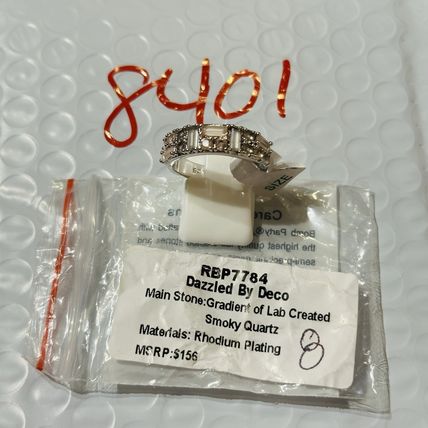 8401
SIZE
RBP7784
Dazzled By Deco
Main Stone:Gradient of Lab Created
Smoky Quartz
Materials: Rhodium Plating
MSRP:$156
8